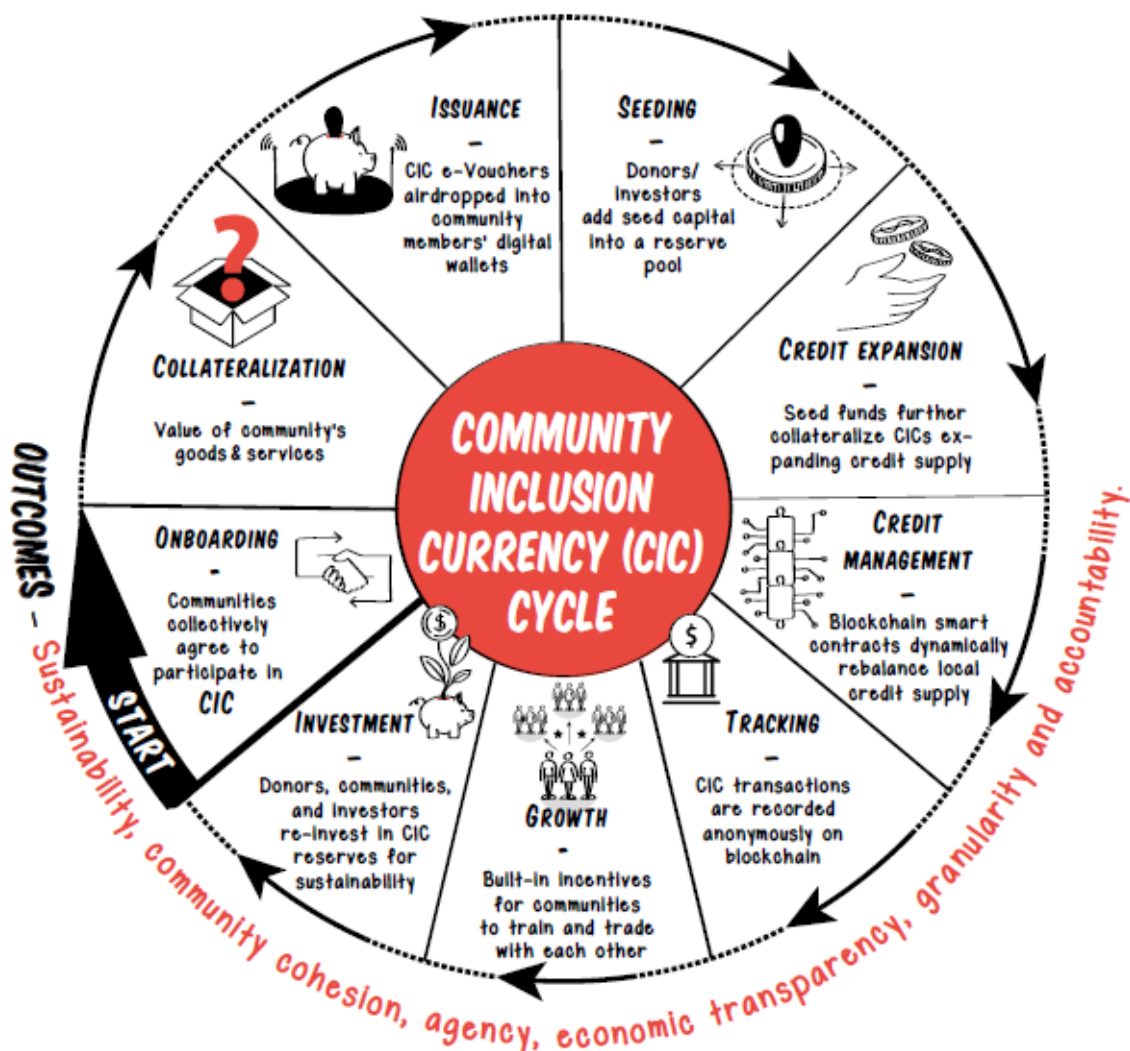 COMMUNITY
INCLUSION
CURRENCY (CIC)
CYCLE
START
ONBOARDING
-
Communities
collectively
agree to
participate in
CIC
COLLATERALIZATION
-
Value of community's
goods & services
?
ISSUANCE
-
CIC e-Vouchers
airdropped into
community
members' digital
wallets
SEEDING
-
Donors/
investors
add seed capital
into a reserve
pool
CREDIT EXPANSION
-
Seed funds further
collateralize CICs ex-
panding credit supply
CREDIT
MANAGEMENT
-
Blockchain smart
contracts dynamically
rebalance local
credit supply
$
TRACKING
-
CIC transactions
are recorded
anonymously on
blockchain
GROWTH
-
Built-in incentives
for communities
to train and trade
with each other
$
INVESTMENT
-
Donors, communities,
and investors
re-invest in CIC
reserves for
sustainability
OUTCOMES - Sustainability, community cohesion, agency, economic transparency, granularity and accountability.